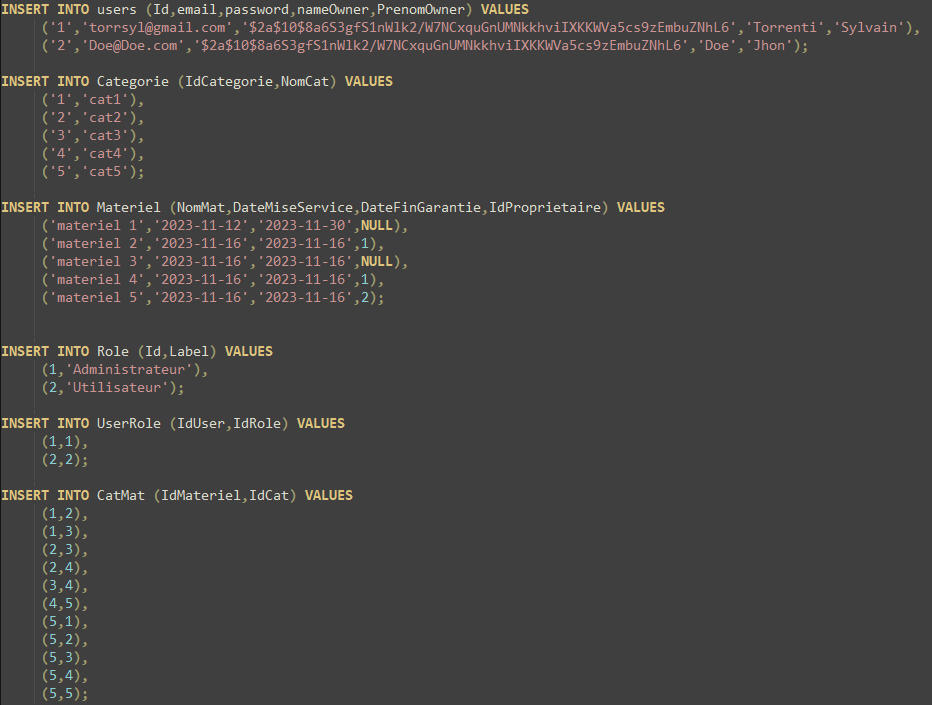 INSERT INTO users (Id,email,password,nameOwner,PrenomOwner) VALUES
('1','torrsyl@gmail.com','$2a$10$8a6S3gfS1nWlk2/W7NCxquGnUMNkkhviIXKKWVa5cs9zEmbuZNhL6','Torrenti','Sylvain'),
('2','Doe@Doe.com','$2a$10$8a6S3gfS1nWlk2/W7NCxquGnUMNkkhviIXKKWVa5cs9zEmbuZNhL6','Doe','Jhon');
INSERT INTO Categorie (IdCategorie,NomCat) VALUES
('1','cat1'),
('2','cat2'),
('3','cat3'),
('4','cat4'),
('5','cat5');
INSERT INTO Materiel (NomMat,DateMiseService,DateFinGarantie,IdProprietaire) VALUES
('materiel 1','2023-11-12','2023-11-30',NULL),
('materiel 2','2023-11-16','2023-11-16',1),
('materiel 3','2023-11-16','2023-11-16',NULL),
('materiel 4','2023-11-16','2023-11-16',1),
('materiel 5','2023-11-16','2023-11-16',2);
INSERT INTO Role (Id,Label) VALUES
(1,'Administrateur'),
(2,'Utilisateur');
INSERT INTO UserRole (IdUser,IdRole) VALUES
(1,1),
(2,2);
INSERT INTO CatMat (IdMateriel,IdCat) VALUES
(1,2),
(1,3),
(2,3),
(2,4),
(3,4),
(4,5),
(5,1),
(5,2),
(5,3),
(5,4),
(5,5);